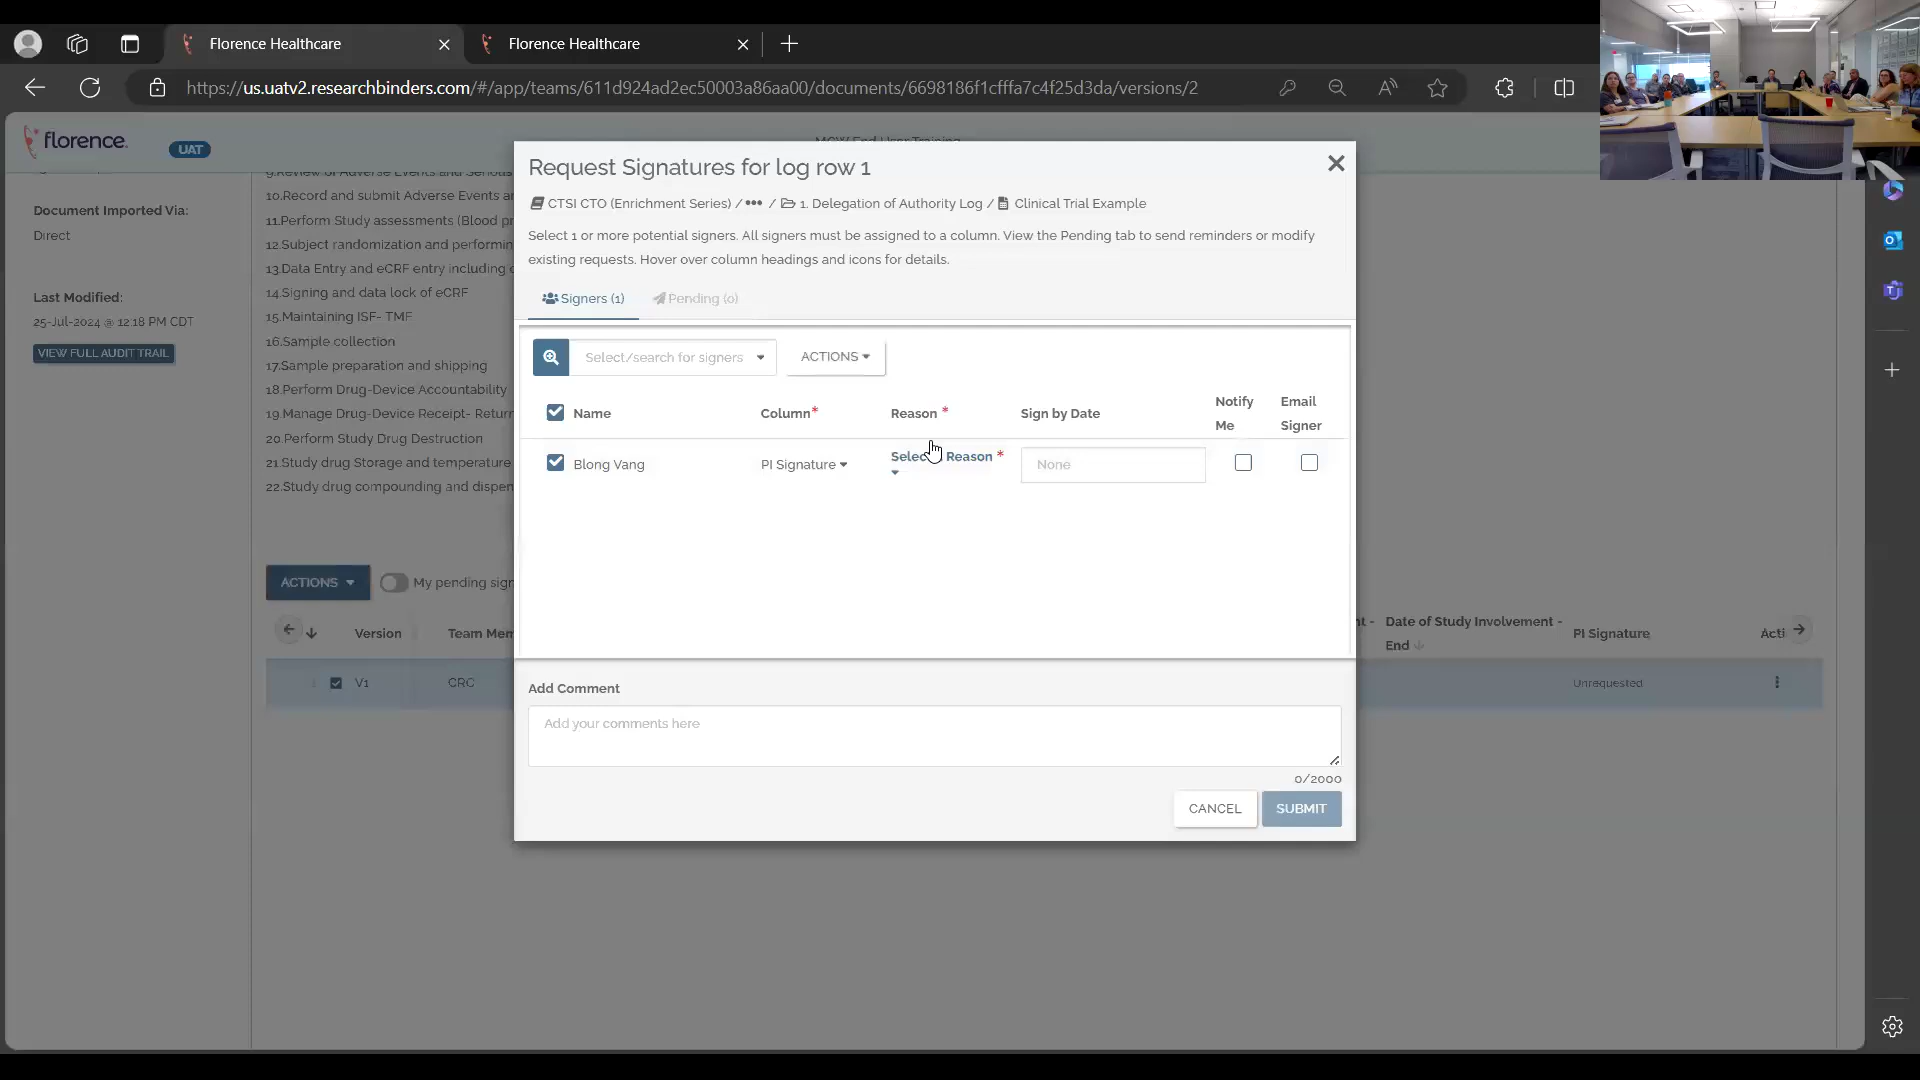 Florence Healthcare
Florence Healthcare
https://us.uatv2.researchbinders.com/#/app/teams/611d924ad2ec50003a86aa00/documents/6698186f1cfffa7c4f25d3da/versions/2
florence
UAT
MCW End User Training
Document Imported Via:
Direct
Last Modified:
25-Jul-2024 @ 12:18 PM CDT
VIEW FULL AUDIT TRAIL
9.Review of Adverse Events and Serious
10.Record and submit Adverse Events a
11.Perform Study assessments (Blood p
12.Subject randomization and performin
13.Data Entry and eCRF entry including
14.Signing and data lock of eCRF
15.Maintaining ISF- TMF
16.Sample collection
17.Sample preparation and shipping
18.Perform Drug-Device Accountability
19.Manage Drug-Device Receipt- Retur
20.Perform Study Drug Destruction
21.Study drug Storage and temperature
22.Study drug compounding and dispen
ACTIONS
My pending sign
Version
Team Mem
nt -
Date of Study Involvement - End
PI Signature
Acti
V1
CRC
Unrequested
Request Signatures for log row 1
CTSI CTO (Enrichment Series) / ••• / 1. Delegation of Authority Log / Clinical Trial Example
Select 1 or more potential signers. All signers must be assigned to a column. View the Pending tab to send reminders or modify
existing requests. Hover over column headings and icons for details.
Signers (1)
Pending (0)
Select/search for signers
ACTIONS
Name
Column*
Reason *
Sign by Date
Notify Me
Email Signer
Blong Vang
PI Signature
Select Reason *
None
Add Comment
Add your comments here
0/2000
CANCEL
SUBMIT